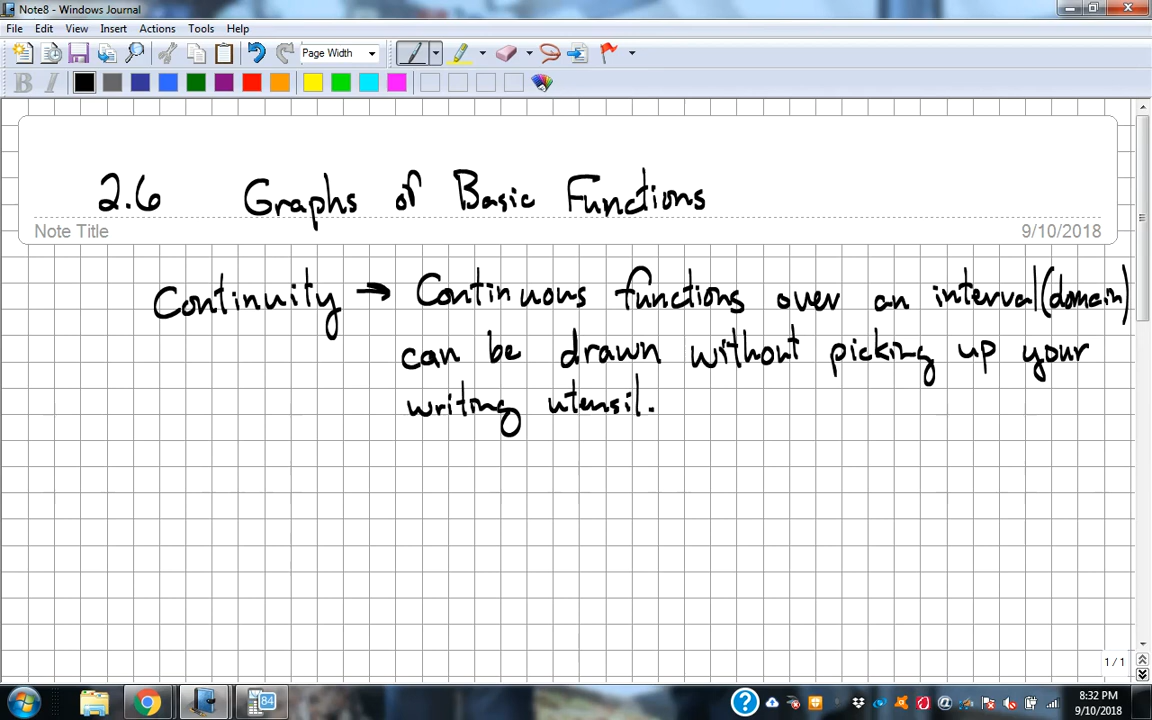 Note8 - Windows Journal
File Edit View Insert Actions Tools Help
Page Width
B I
2.6 Graphs of Basic Functions
Note Title 9/10/2018
Continuity → Continuous functions over an interval (domain)
can be drawn without picking up your
writing utensil.
1 / 1
84
8:32 PM
9/10/2018